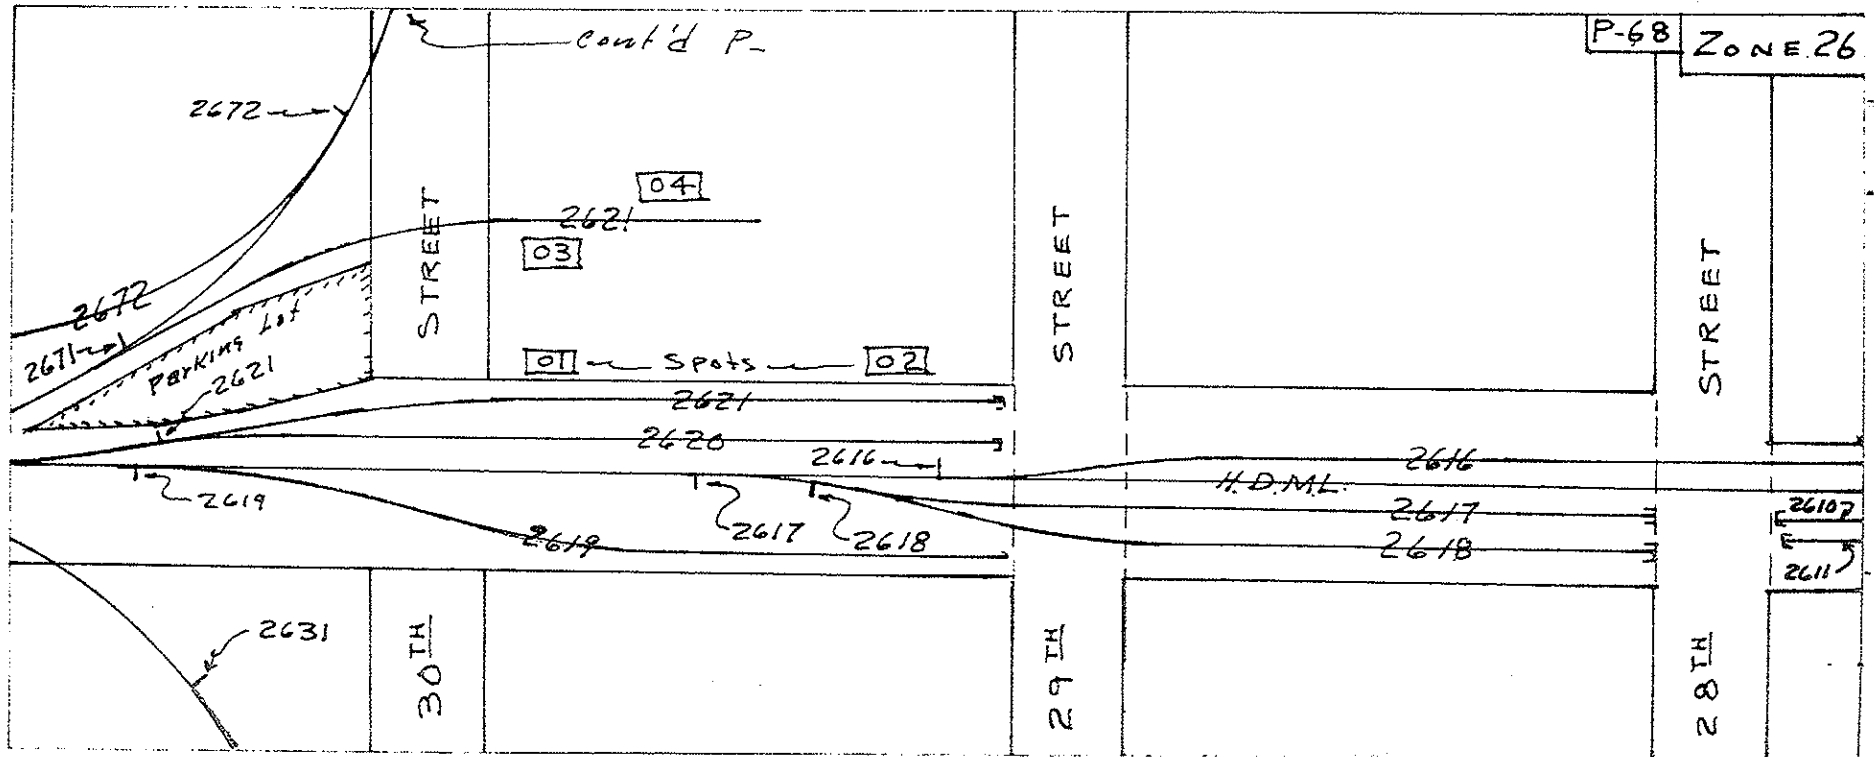 cont'd P-
P-68
ZONE 26
2672
04
2621
03
2672
2671
Parking Lot
2621
STREET
STREET
STREET
01 Spots 02
2621
2620
2616
2616
H.D.M.L.
2619
2617
2618
2619
2617
2618
26107
2611
2631
30TH
29TH
28TH